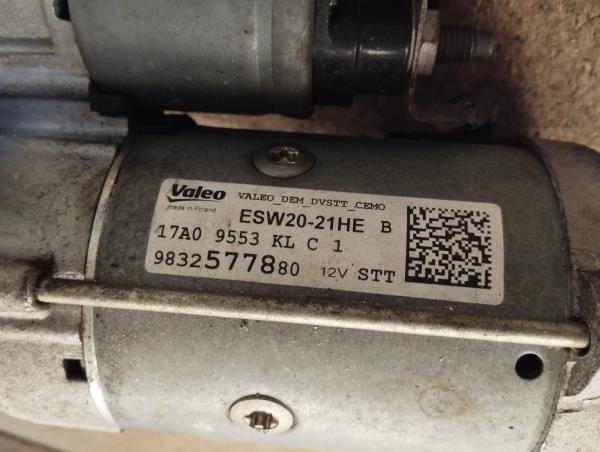 Valeo VALEO_DEM_DVSTT_CEMO
made in Poland
ESW20-21HE B
17A0 9553 KL C 1
9832577880 12V STT